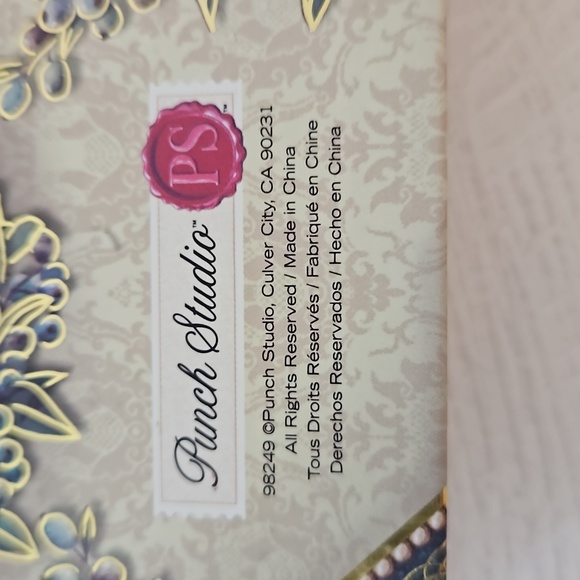 Punch Studio™ PS™
98249 ©Punch Studio, Culver City, CA 90231
All Rights Reserved / Made in China
Tous Droits Réservés / Fabriqué en Chine
Derechos Reservados / Hecho en China